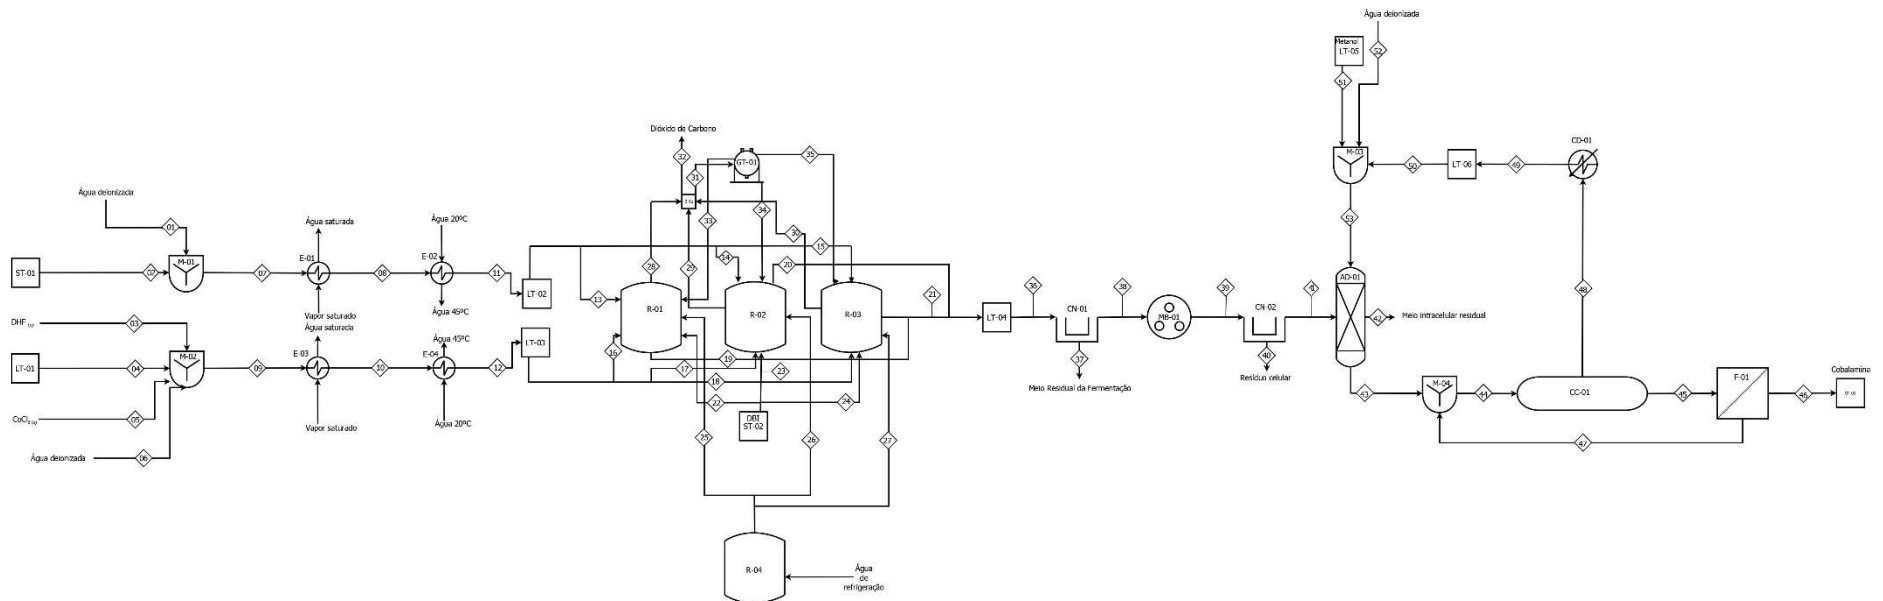 Água deionizada
Metanol
LT-05
52
51
Dióxido de Carbono
CD-01
M-03
50
LT-06
49
32
GT-01
35
31
Água deionizada
53
33
34
30
01
Água saturada
Água 20ºC
15
14
20
ST-01
02
M-01
07
E-01
08
E-02
11
LT-02
28
29
AD-01
48
13
R-01
R-02
R-03
21
36
38
39
Vapor saturado
Água 45ºC
LT-04
CN-01
MB-01
CN-02
42
Meio intracelular residual
DHF
03
Água saturada
Água 45ºC
LT-03
16
19
37
40
LT-01
04
M-02
09
E-03
10
E-04
12
17
23
18
Meio Residual da Fermentação
Resíduo celular
F-01
Cobalamina
M-04
22
24
43
44
CC-01
45
46
CoCl
05
DBI
ST-02
Vapor saturado
Água 20ºC
25
26
27
47
Água deionizada
06
R-04
Água
de
refrigeração